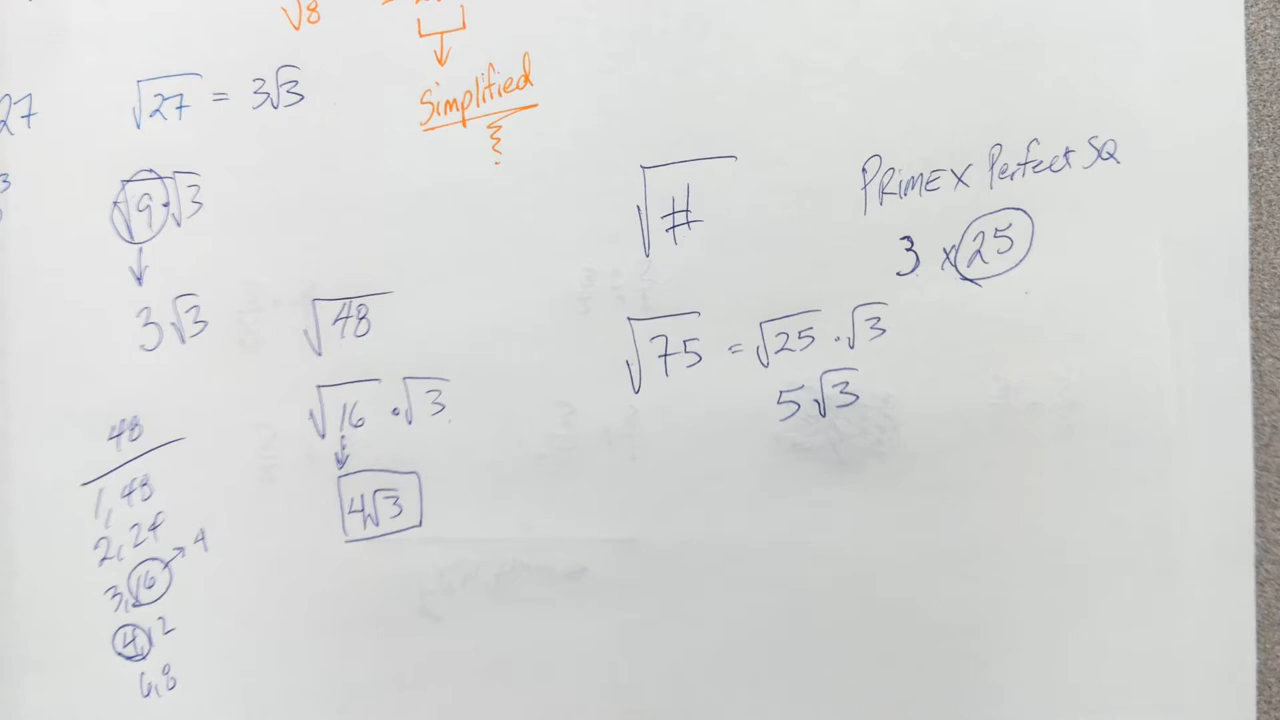 √8 =
Simplified
27
√27 = 3√3
3
√9 · √3
3√3
√48
√16 · √3
4√3
48
1, 48
2, 24
3, 16 → 4
4, 12
6, 8
√#
PRIME X Perfect SQ
3 x 25
√75 = √25 · √3
5√3